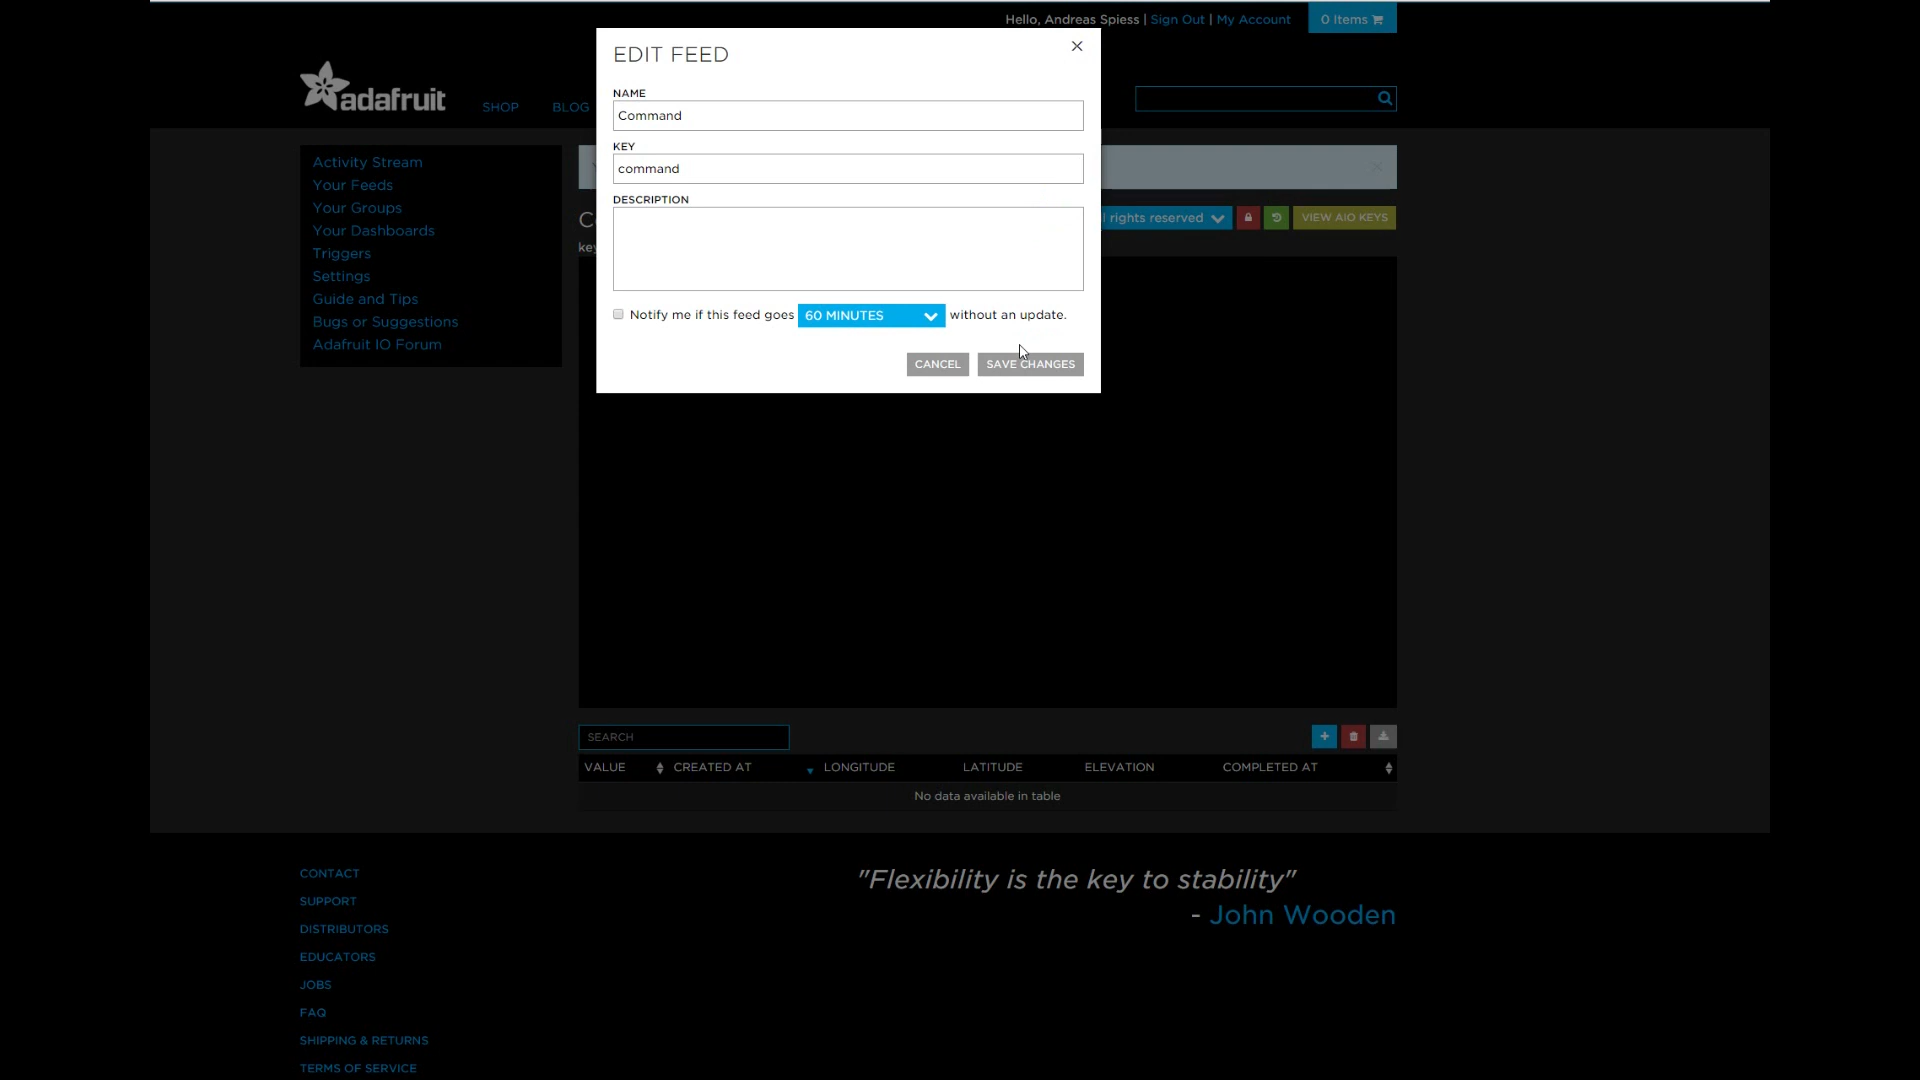 Hello, Andreas Spiess | Sign Out | My Account
0 Items
adafruit
SHOP
BLOG
EDIT FEED
NAME
Command
KEY
command
DESCRIPTION
Notify me if this feed goes 60 MINUTES without an update.
CANCEL
SAVE CHANGES
Activity Stream
Your Feeds
Your Groups
Your Dashboards
Triggers
Settings
Guide and Tips
Bugs or Suggestions
Adafruit IO Forum
rights reserved
VIEW AIO KEYS
SEARCH
VALUE CREATED AT LONGITUDE LATITUDE ELEVATION COMPLETED AT
No data available in table
CONTACT
SUPPORT
DISTRIBUTORS
EDUCATORS
JOBS
FAQ
SHIPPING & RETURNS
TERMS OF SERVICE
"Flexibility is the key to stability"
- John Wooden